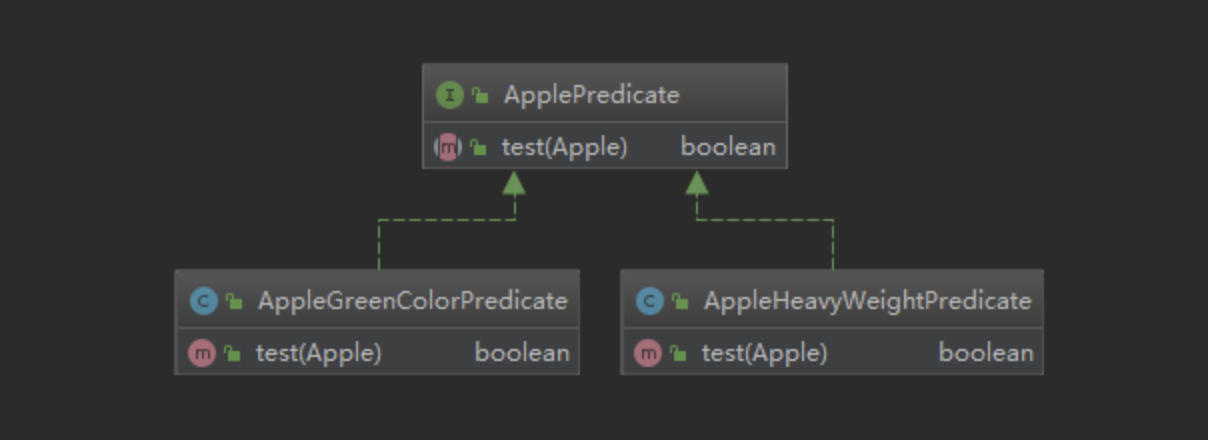 I ApplePredicate
m test(Apple) boolean
C AppleGreenColorPredicate
m test(Apple) boolean
C AppleHeavyWeightPredicate
m test(Apple) boolean